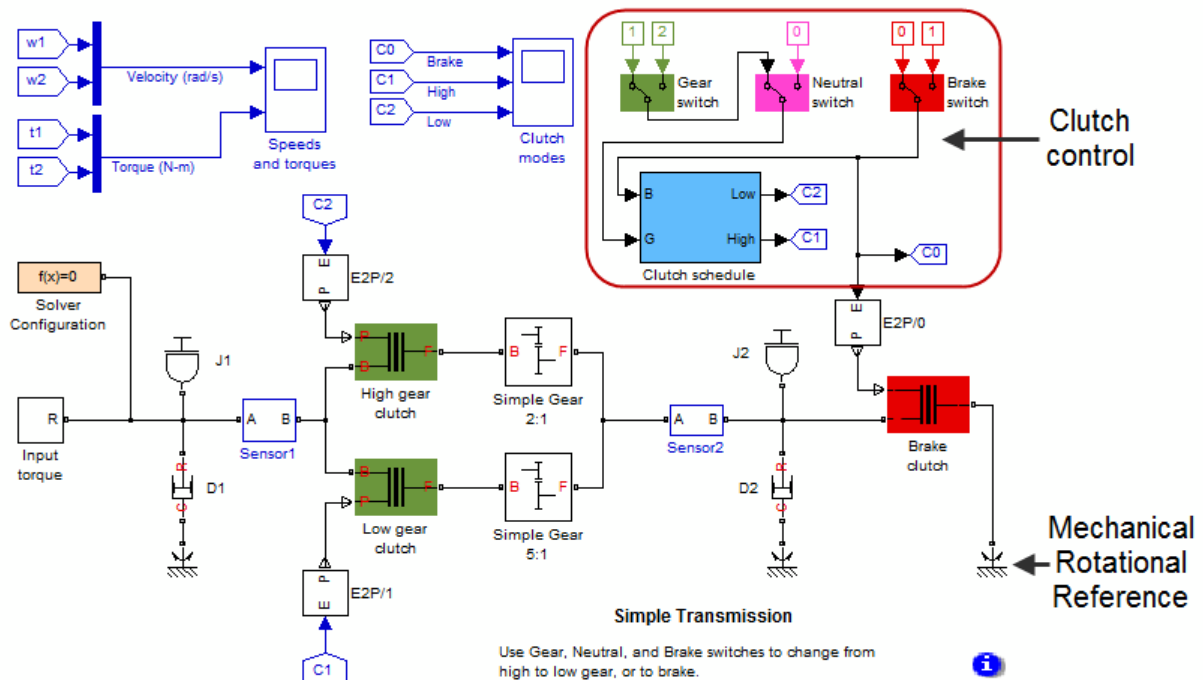 w1
w2
Velocity (rad/s)
t1
t2
Torque (N-m)
Speeds
and torques
C0
Brake
C1
High
C2
Low
Clutch
modes
1 2
Gear
switch
0
Neutral
switch
0 1
Brake
switch
Clutch
control
B
G
Low
High
Clutch schedule
C2
C1
C0
C2
E
P
E2P/2
f(x)=0
Solver
Configuration
J1
R
Input
torque
A B
Sensor1
R
C
D1
P
B
F
High gear
clutch
B F
Simple Gear
2:1
B
P
F
Low gear
clutch
B F
Simple Gear
5:1
P
E
E2P/1
C1
A B
Sensor2
J2
R
C
D2
E
P
E2P/0
Brake
clutch
Mechanical
Rotational
Reference
Simple Transmission
Use Gear, Neutral, and Brake switches to change from
high to low gear, or to brake.
i